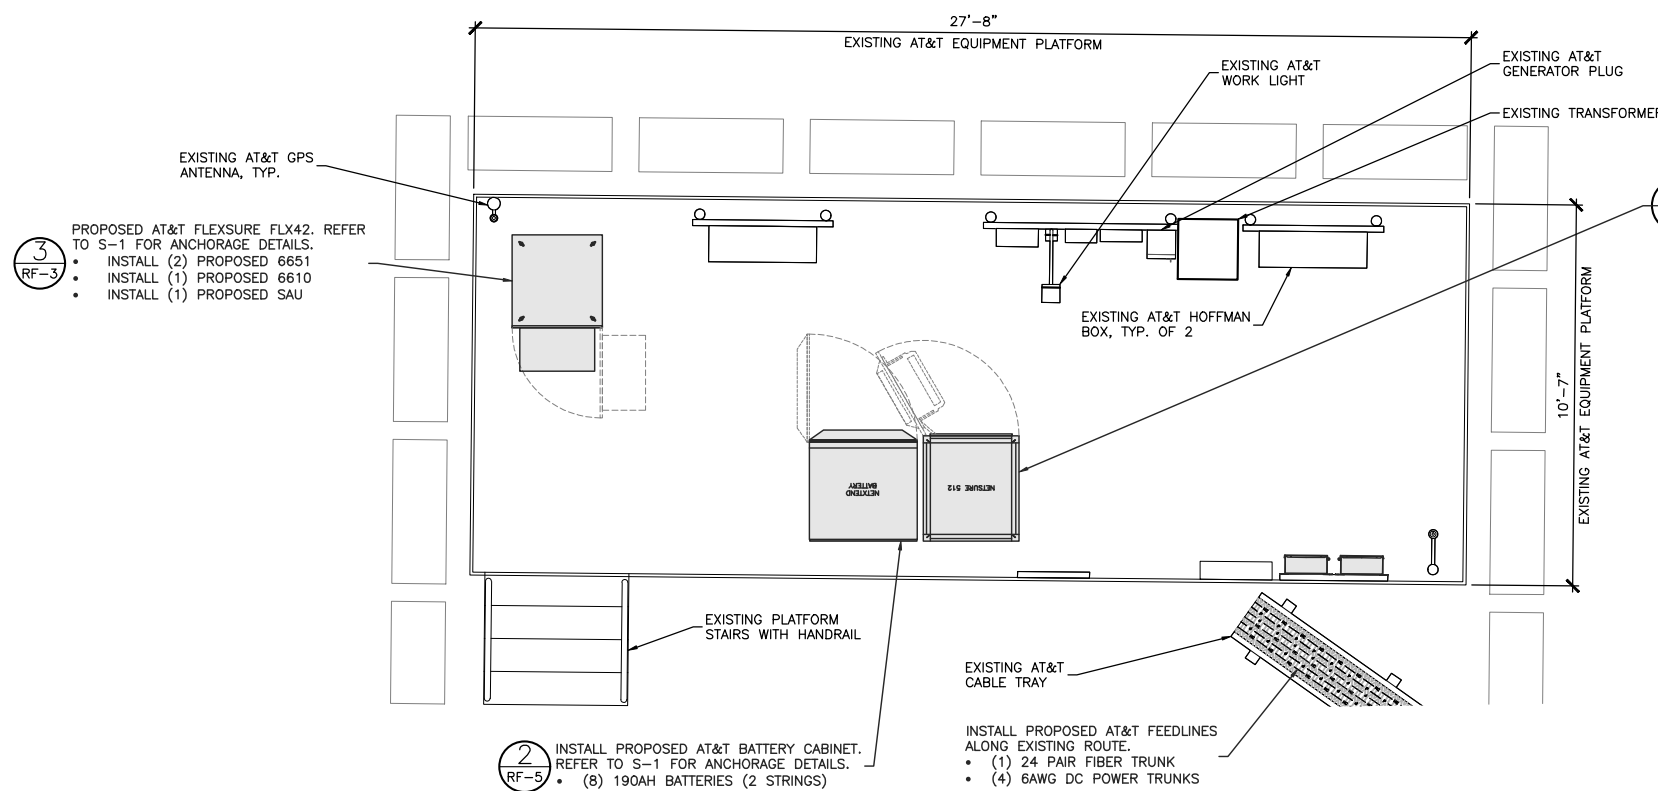 27'-8"
EXISTING AT&T EQUIPMENT PLATFORM
EXISTING AT&T
WORK LIGHT
EXISTING AT&T
GENERATOR PLUG
EXISTING TRANSFORMER
EXISTING AT&T GPS
ANTENNA, TYP.
3
RF-3
PROPOSED AT&T FLEXSURE FLX42. REFER
TO S-1 FOR ANCHORAGE DETAILS.
• INSTALL (2) PROPOSED 6651
• INSTALL (1) PROPOSED 6610
• INSTALL (1) PROPOSED SAU
EXISTING AT&T HOFFMAN
BOX, TYP. OF 2
10'-7"
EXISTING AT&T EQUIPMENT PLATFORM
NETXTEND
BATTERY
NETSURE 512
EXISTING PLATFORM
STAIRS WITH HANDRAIL
EXISTING AT&T
CABLE TRAY
2
RF-5
INSTALL PROPOSED AT&T BATTERY CABINET.
REFER TO S-1 FOR ANCHORAGE DETAILS.
• (8) 190AH BATTERIES (2 STRINGS)
INSTALL PROPOSED AT&T FEEDLINES
ALONG EXISTING ROUTE.
• (1) 24 PAIR FIBER TRUNK
• (4) 6AWG DC POWER TRUNKS